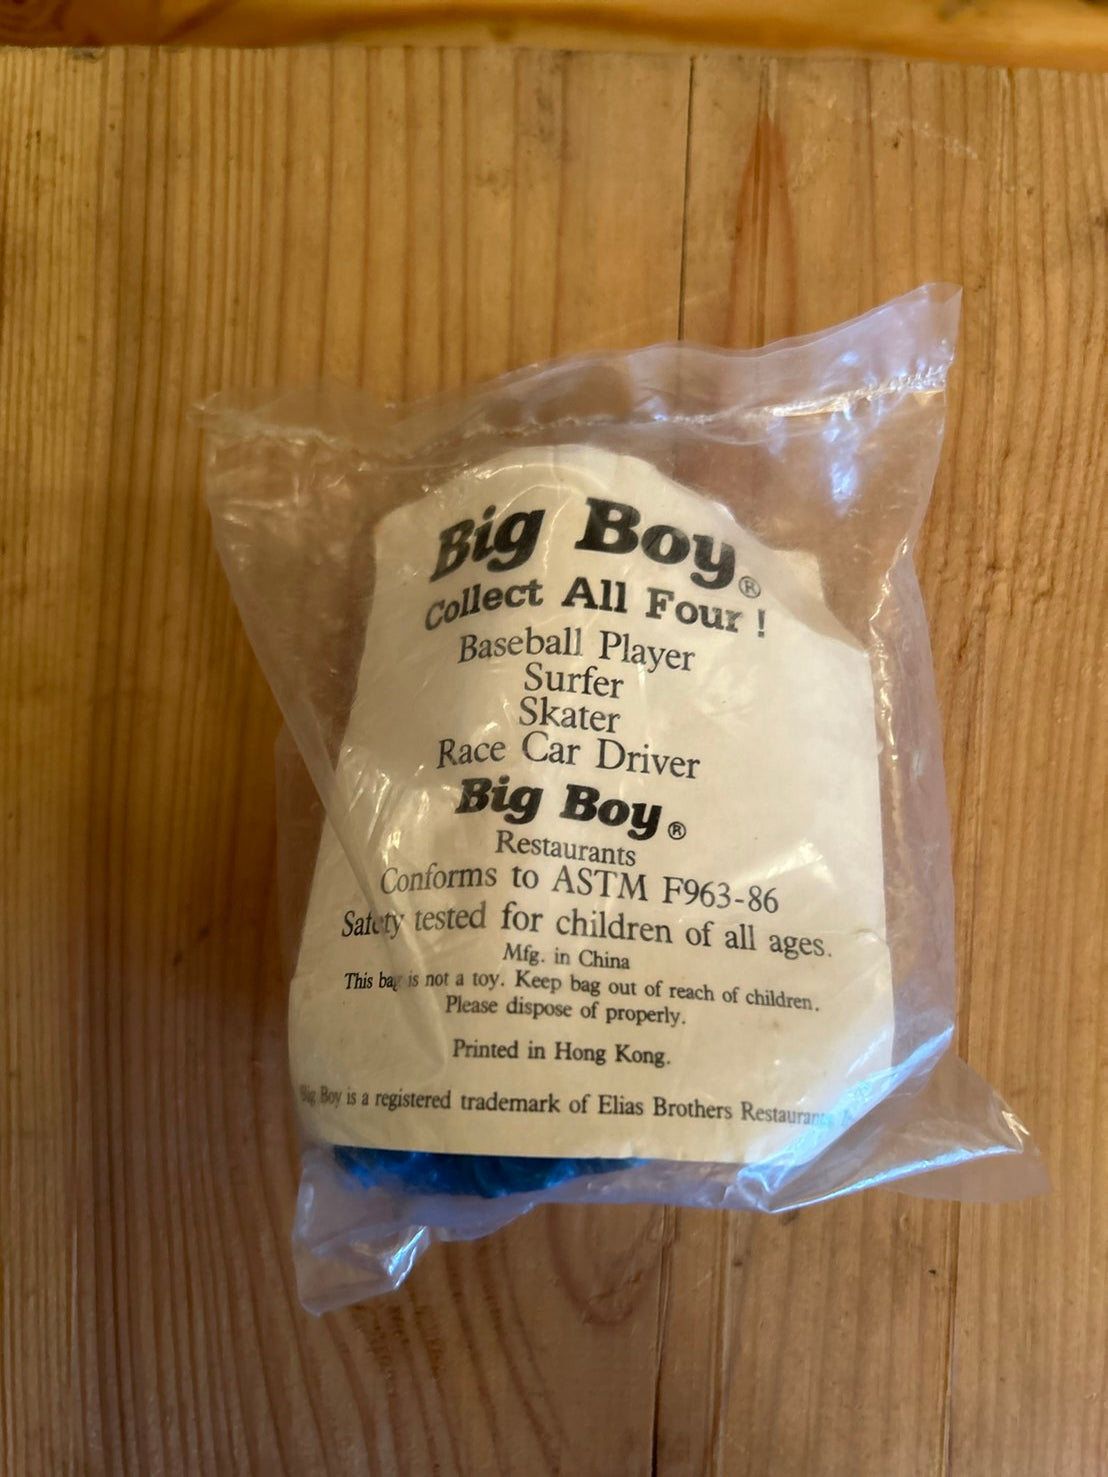 Big Boy®
Collect All Four !
Baseball Player
Surfer
Skater
Race Car Driver
Big Boy®
Restaurants
Conforms to ASTM F963-86
Safety tested for children of all ages.
Mfg. in China
This bag is not a toy. Keep bag out of reach of children.
Please dispose of properly.
Printed in Hong Kong.
Big Boy is a registered trademark of Elias Brothers Restaurants